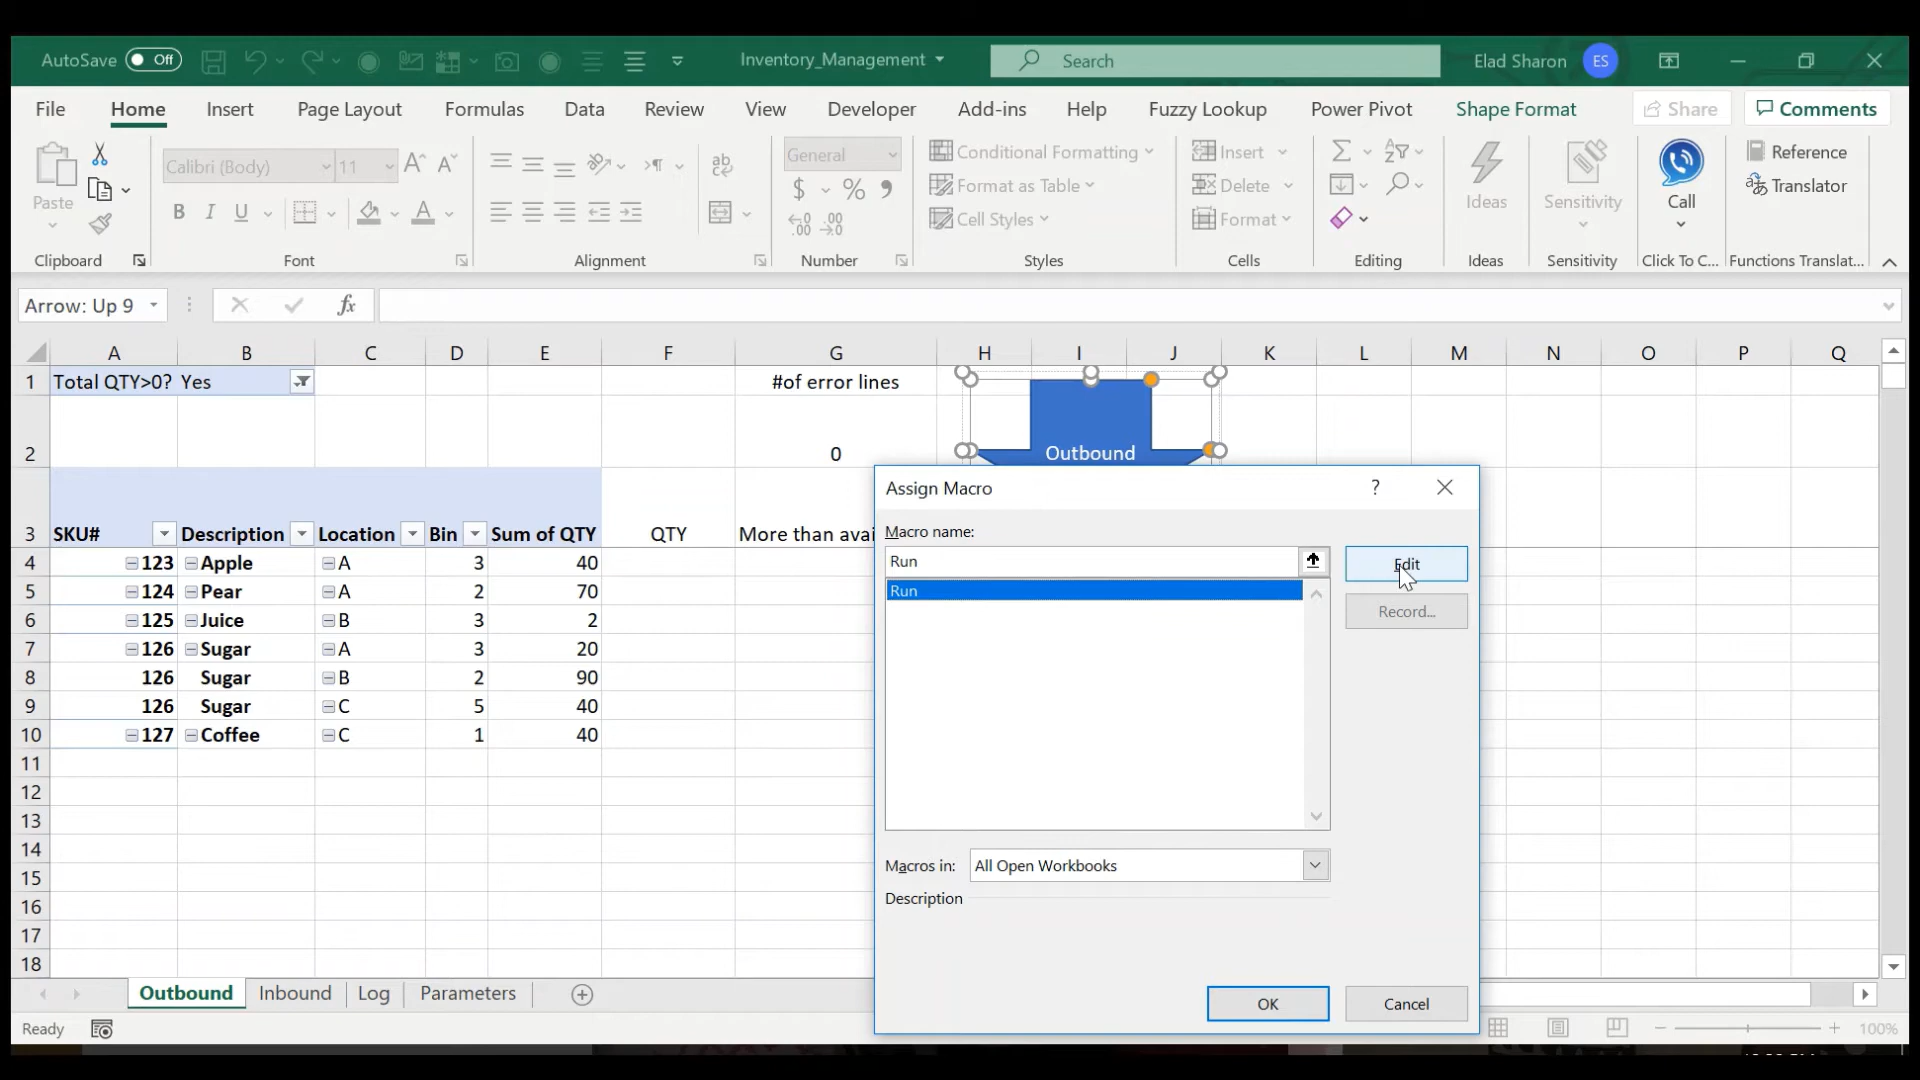 AutoSave Off Inventory_Management Search Elad Sharon ES
File Home Insert Page Layout Formulas Data Review View Developer Add-ins Help Fuzzy Lookup Power Pivot Shape Format Share Comments
Paste
Calibri (Body) 11
B I U
ab
General
$ % 9
Conditional Formatting
Format as Table
Cell Styles
Insert
Delete
Format
Ideas
Sensitivity
Call
Reference
Translator
Clipboard Font Alignment Number Styles Cells Editing Ideas Sensitivity Click To C... Functions Translat...
Arrow: Up 9 fx
A B C D E F G H I J K L M N O P Q
1 Total QTY>0? Yes #of error lines
2 0 Outbound
3 SKU# Description Location Bin Sum of QTY QTY More than avai
4 123 Apple A 3 40
5 124 Pear A 2 70
6 125 Juice B 3 2
7 126 Sugar A 3 20
8 126 Sugar B 2 90
9 126 Sugar C 5 40
10 127 Coffee C 1 40
11
12
13
14
15
16
17
18
Assign Macro ?
Macro name:
Run
Run
Edit
Record...
Macros in: All Open Workbooks
Description
OK Cancel
Outbound Inbound Log Parameters
Ready 100%